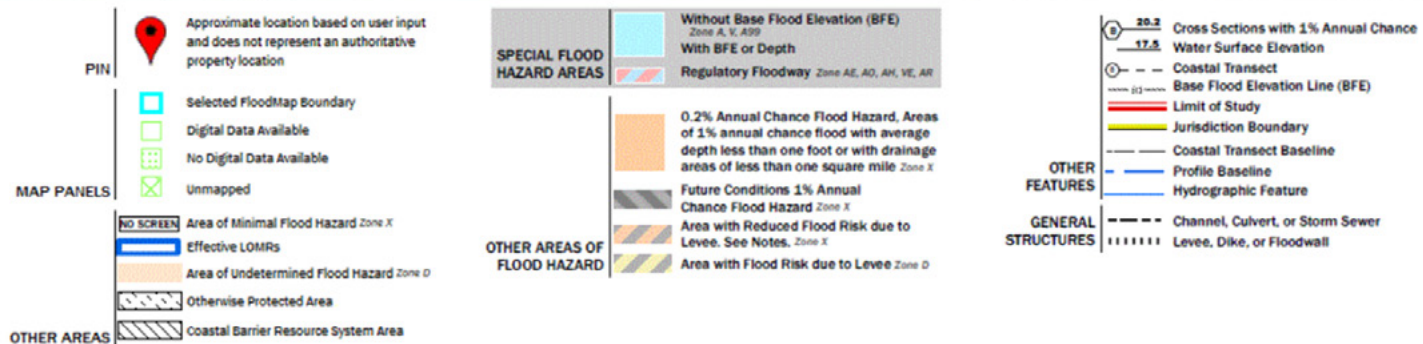 Approximate location based on user input
and does not represent an authoritative
property location
PIN
Selected FloodMap Boundary
Digital Data Available
No Digital Data Available
Unmapped
MAP PANELS
NO SCREEN Area of Minimal Flood Hazard Zone X
Effective LOMRs
Area of Undetermined Flood Hazard Zone D
Otherwise Protected Area
Coastal Barrier Resource System Area
OTHER AREAS
Without Base Flood Elevation (BFE)
Zone A, V, A99
With BFE or Depth
Regulatory Floodway Zone AE, AO, AH, VE, AR
SPECIAL FLOOD
HAZARD AREAS
0.2% Annual Chance Flood Hazard, Areas
of 1% annual chance flood with average
depth less than one foot or with drainage
areas of less than one square mile Zone X
Future Conditions 1% Annual
Chance Flood Hazard Zone X
Area with Reduced Flood Risk due to
Levee. See Notes. Zone X
Area with Flood Risk due to Levee Zone D
OTHER AREAS OF
FLOOD HAZARD
20.2 Cross Sections with 1% Annual Chance
17.5 Water Surface Elevation
Coastal Transect
Base Flood Elevation Line (BFE)
Limit of Study
Jurisdiction Boundary
Coastal Transect Baseline
Profile Baseline
Hydrographic Feature
OTHER
FEATURES
Channel, Culvert, or Storm Sewer
Levee, Dike, or Floodwall
GENERAL
STRUCTURES